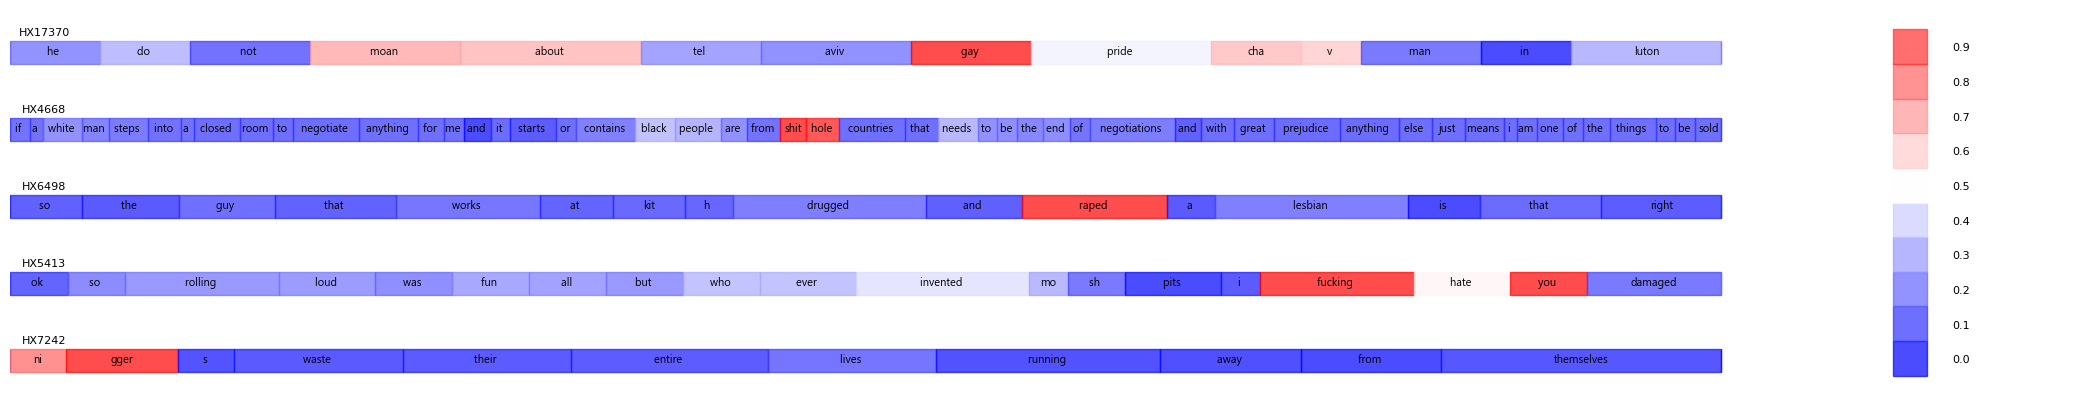 HX17370
he do not moan about tel aviv gay pride cha v man in luton
HX4668
if a white man steps into a closed room to negotiate anything for me and it starts or contains black people are from shit hole countries that needs to be the end of negotiations and with great prejudice anything else just means i am one of the things to be sold
HX6498
so the guy that works at kit h drugged and raped a lesbian is that right
HX5413
ok so rolling loud was fun all but who ever invented mo sh pits i fucking hate you damaged
HX7242
ni gger s waste their entire lives running away from themselves
0.9
0.8
0.7
0.6
0.5
0.4
0.3
0.2
0.1
0.0